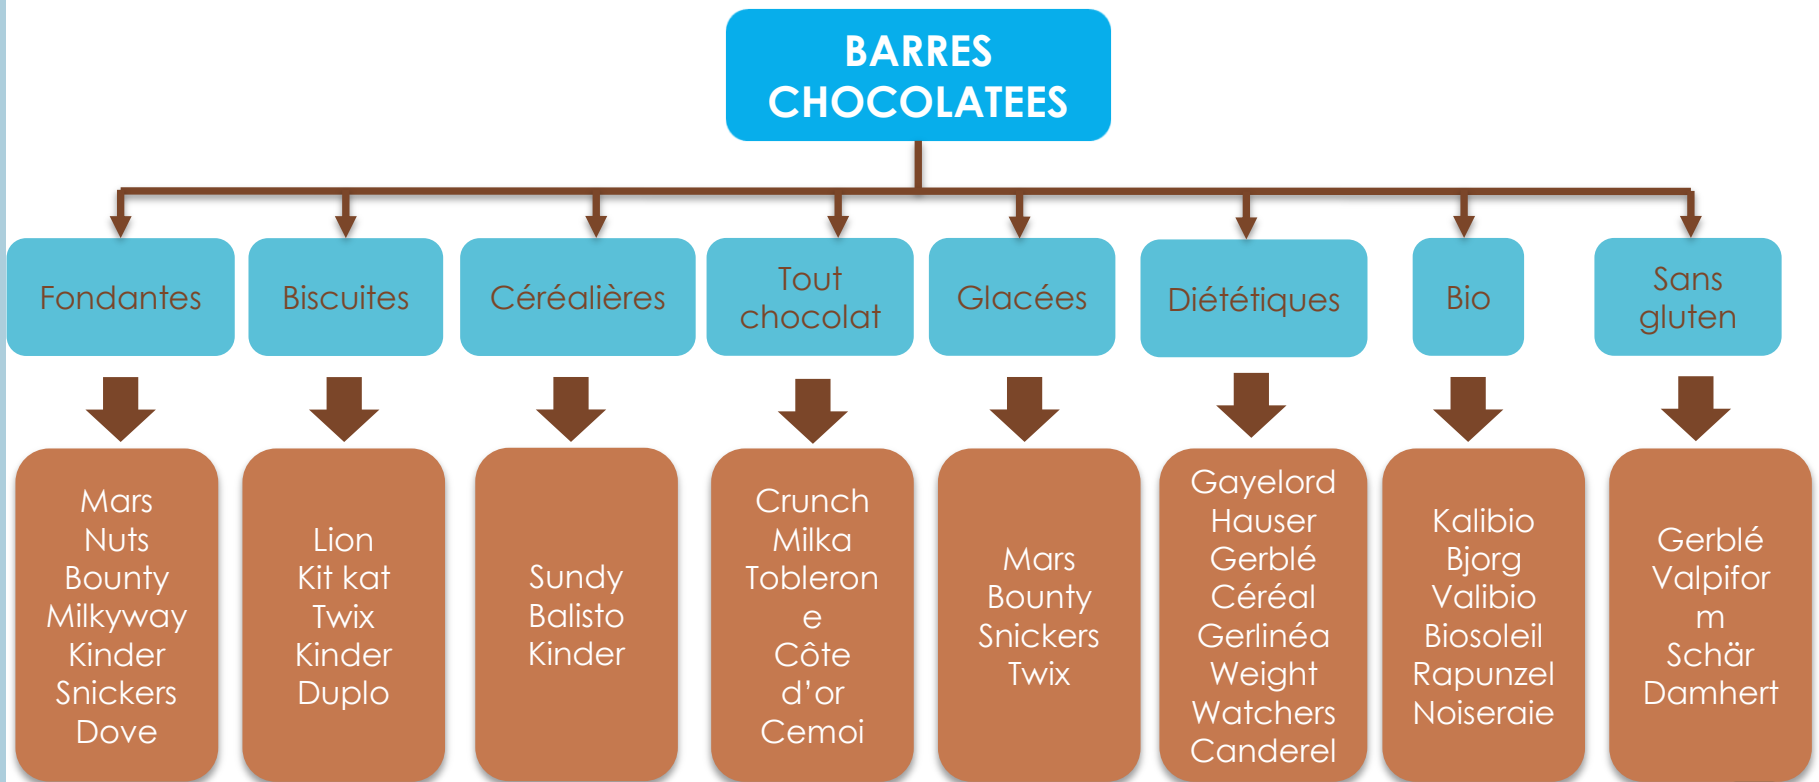 BARRES
CHOCOLATEES
Fondantes
Biscuites
Céréalières
Tout
chocolat
Glacées
Diététiques
Bio
Sans
gluten
Mars
Nuts
Bounty
Milkyway
Kinder
Snickers
Dove
Lion
Kit kat
Twix
Kinder
Duplo
Sundy
Balisto
Kinder
Crunch
Milka
Tobleron
e
Côte
d’or
Cemoi
Mars
Bounty
Snickers
Twix
Gayelord
Hauser
Gerblé
Céréal
Gerlinéa
Weight
Watchers
Canderel
Kalibio
Bjorg
Valibio
Biosoleil
Rapunzel
Noiseraie
Gerblé
Valpifor
m
Schär
Damhert